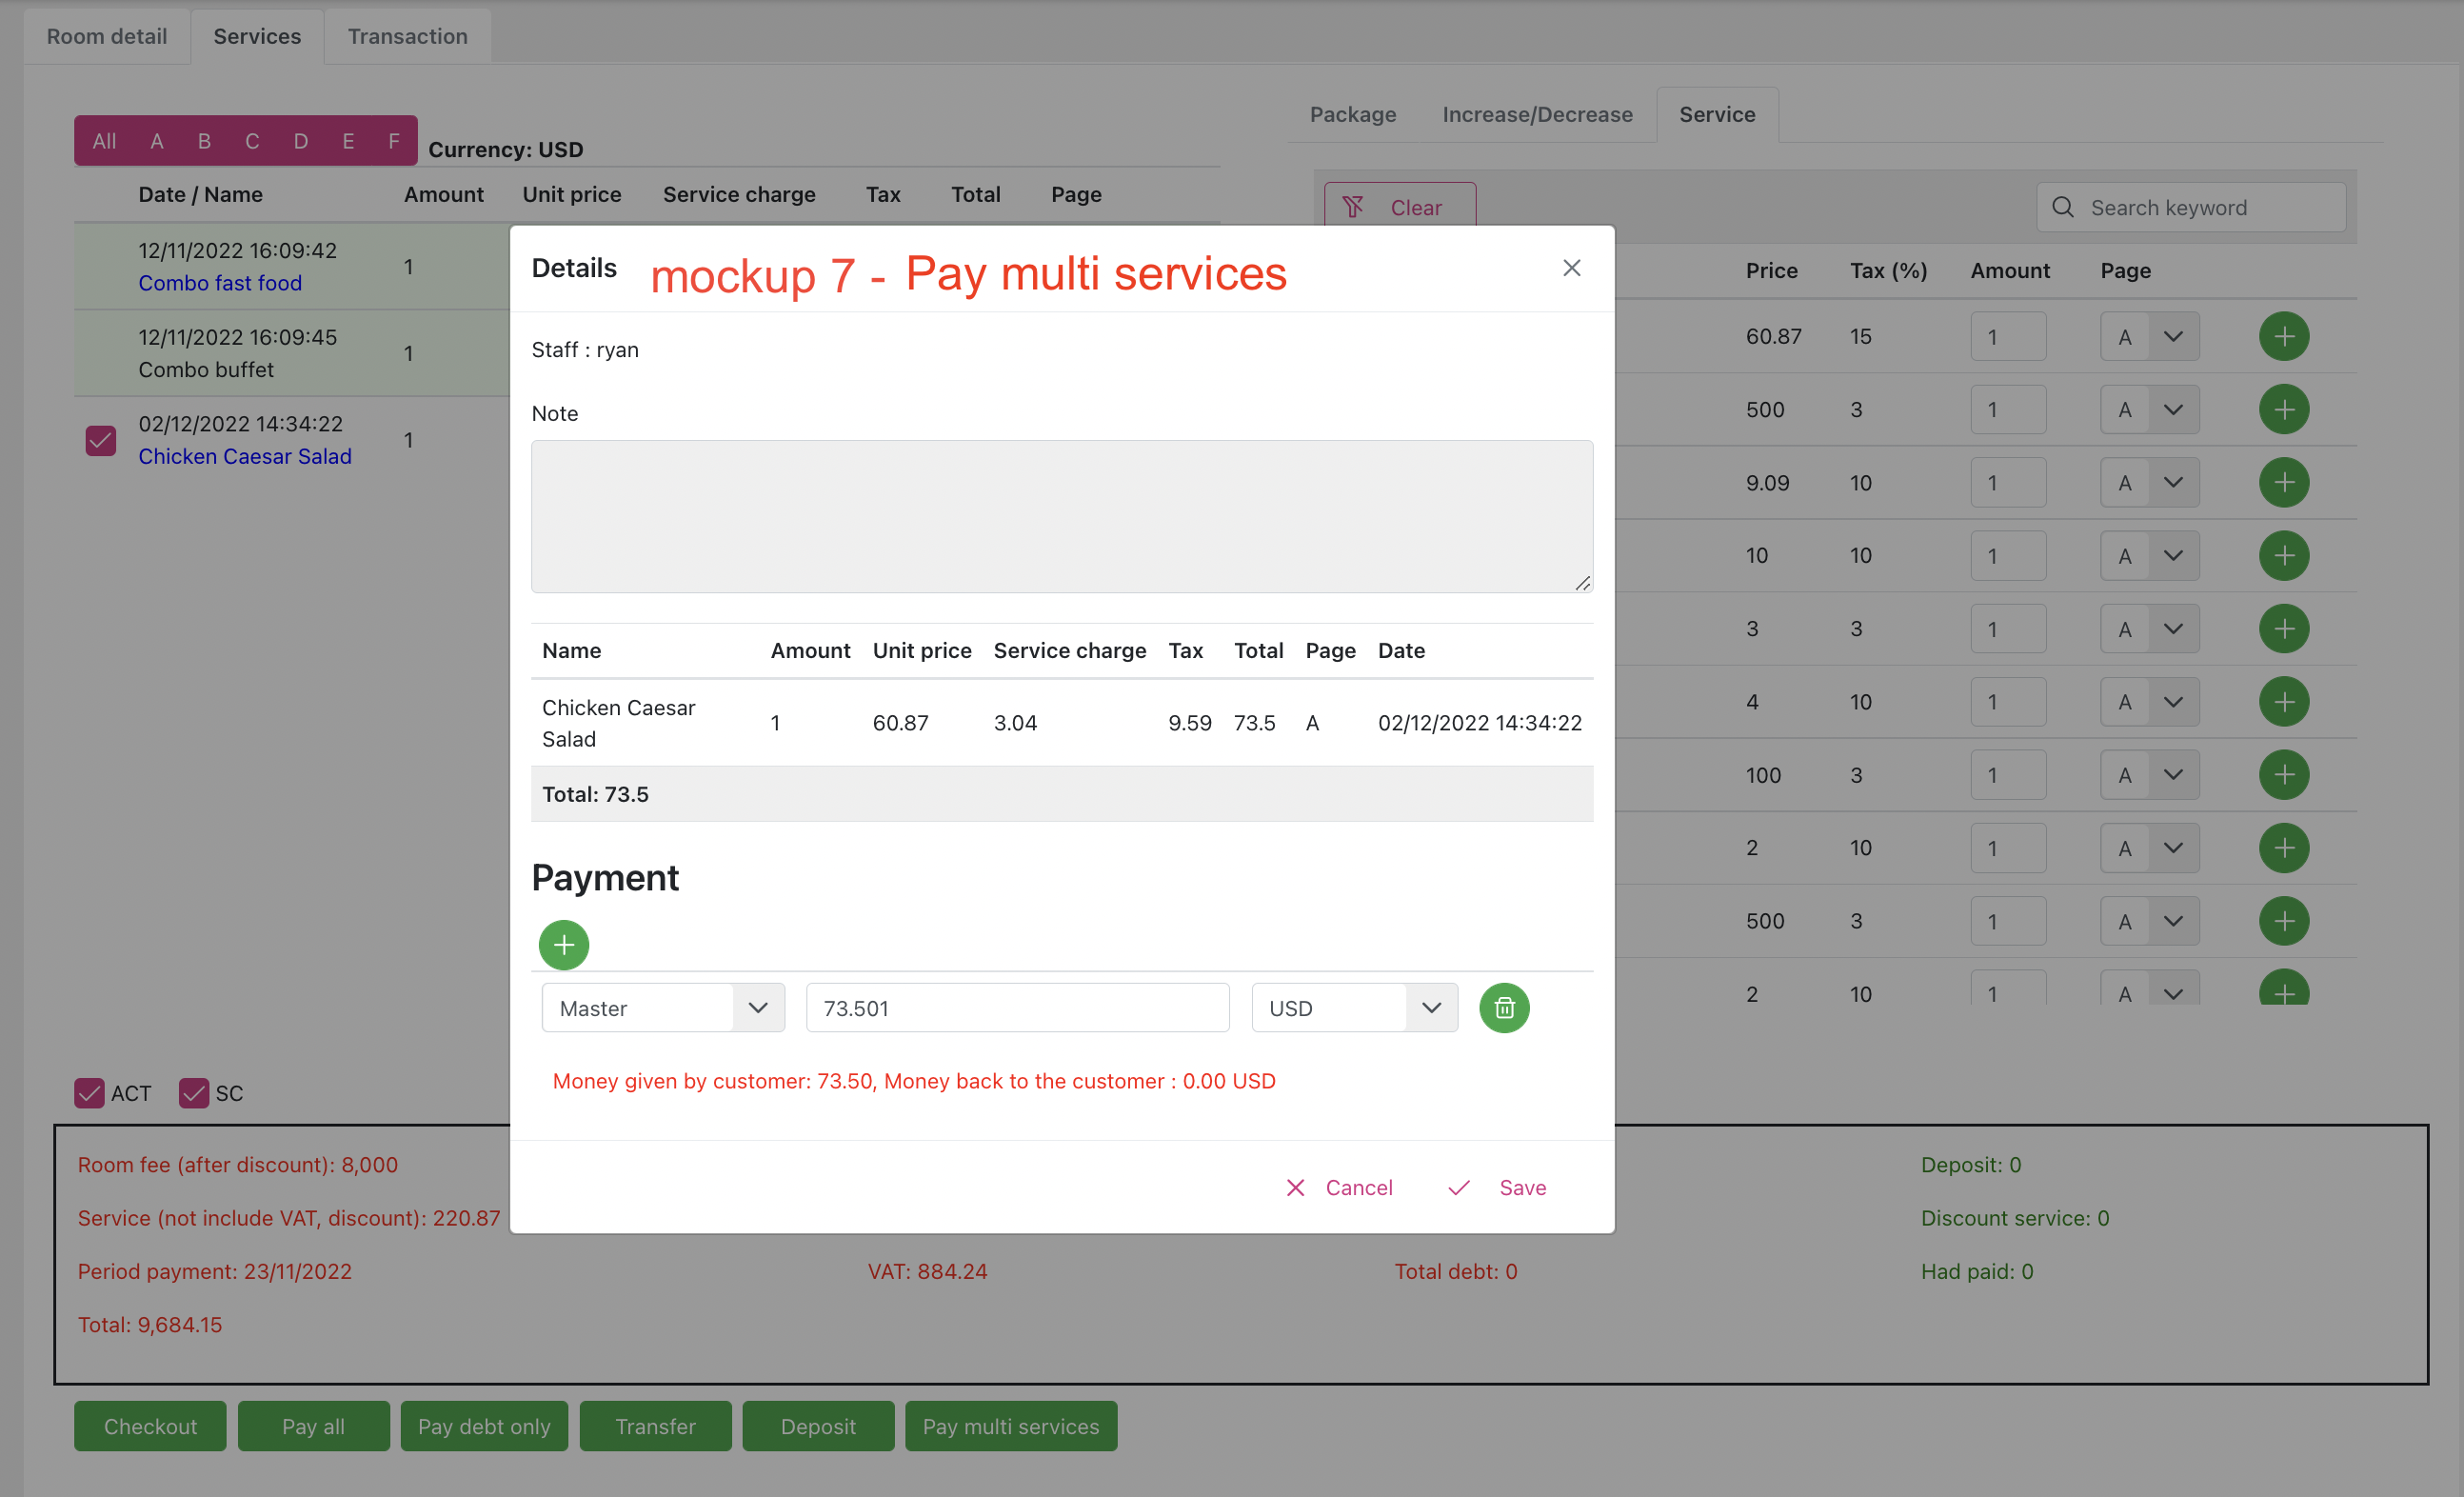 Room detail Services Transaction
Package Increase/Decrease Service
All A B C D E F Currency: USD
Date / Name Amount Unit price Service charge Tax Total Page
12/11/2022 16:09:42
Combo fast food
1
12/11/2022 16:09:45
Combo buffet
1
02/12/2022 14:34:22
Chicken Caesar Salad
1
Clear Search keyword
Price Tax (%) Amount Page
60.87 15 1 A
500 3 1 A
9.09 10 1 A
10 10 1 A
3 3 1 A
4 10 1 A
100 3 1 A
2 10 1 A
500 3 1 A
2 10 1 A
Details mockup 7 - Pay multi services
Staff : ryan
Note
Name Amount Unit price Service charge Tax Total Page Date
Chicken Caesar
Salad
1 60.87 3.04 9.59 73.5 A 02/12/2022 14:34:22
Total: 73.5
Payment
Master 73.501 USD
Money given by customer: 73.50, Money back to the customer : 0.00 USD
Cancel Save
ACT SC
Room fee (after discount): 8,000 Deposit: 0
Service (not include VAT, discount): 220.87 Discount service: 0
Period payment: 23/11/2022 VAT: 884.24 Total debt: 0 Had paid: 0
Total: 9,684.15
Checkout Pay all Pay debt only Transfer Deposit Pay multi services